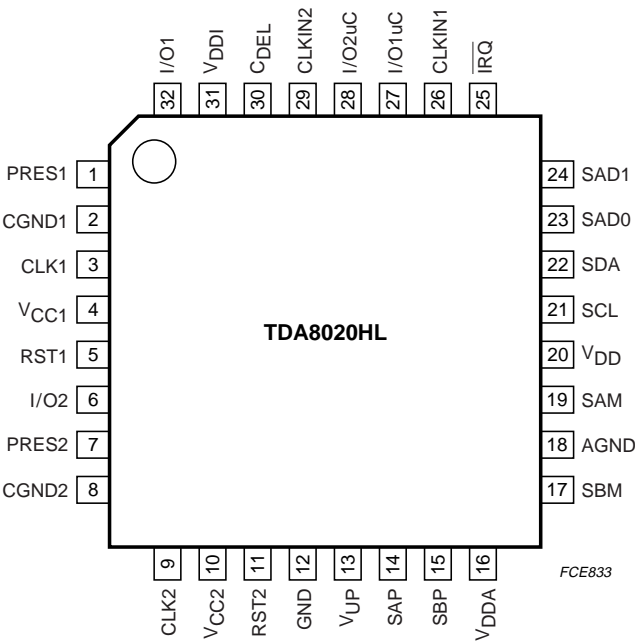 I/O1 VDDI CDEL CLKIN2 I/O2uC I/O1uC CLKIN1 IRQ
32 31 30 29 28 27 26 25
PRES1 1
CGND1 2
CLK1 3
VCC1 4
RST1 5
I/O2 6
PRES2 7
CGND2 8
TDA8020HL
24 SAD1
23 SAD0
22 SDA
21 SCL
20 VDD
19 SAM
18 AGND
17 SBM
9 10 11 12 13 14 15 16
CLK2 VCC2 RST2 GND VUP SAP SBP VDDA
FCE833